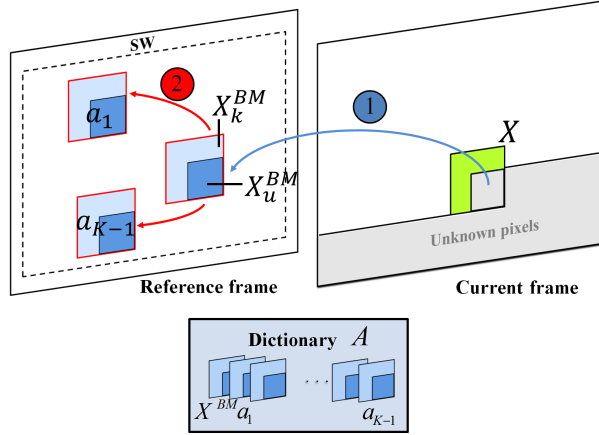 SW
2
1
X_k^{BM}
a_1
X
X_u^{BM}
a_{K-1}
Unknown pixels
Reference frame
Current frame
Dictionary A
. . .
X^{BM} a_1 a_{K-1}